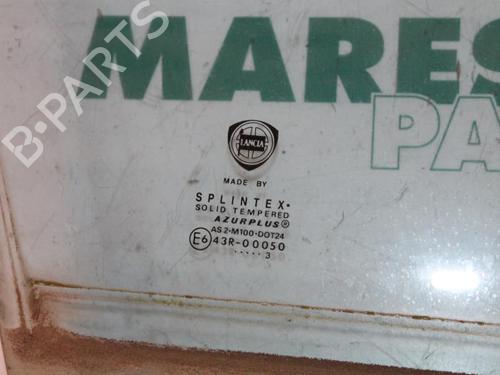 B-PARTS
MARES
PA
LANCIA
MADE BY
SPLINTEX•
SOLID TEMPERED
AZURPLUS®
AS2-M100-DOT24
E6 43R-00050
..... 3